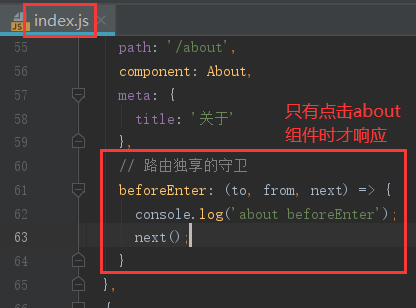 index.js
55 path: '/about',
56 component: About,
57 meta: {
58 title: '关于'
59 },
60 // 路由独享的守卫
61 beforeEnter: (to, from, next) => {
62 console.log('about beforeEnter');
63 next();
64 }
65 },
只有点击about
组件时才响应